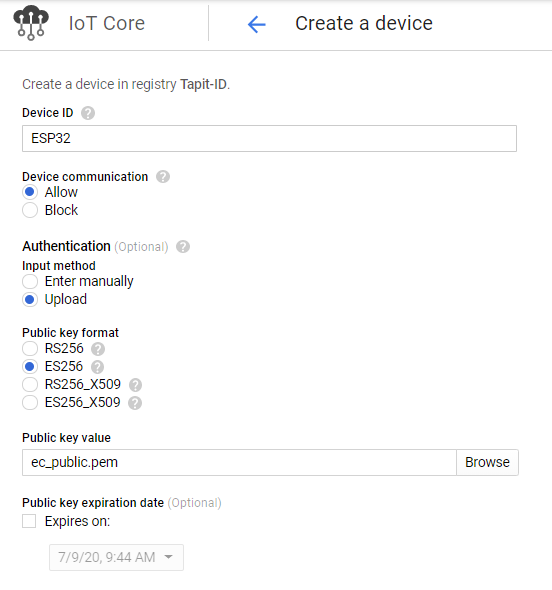 IoT Core
Create a device
Create a device in registry Tapit-ID.
Device ID ?
ESP32
Device communication ?
Allow
Block
Authentication (Optional) ?
Input method
Enter manually
Upload
Public key format
RS256 ?
ES256 ?
RS256_X509 ?
ES256_X509 ?
Public key value
ec_public.pem Browse
Public key expiration date (Optional)
Expires on:
7/9/20, 9:44 AM